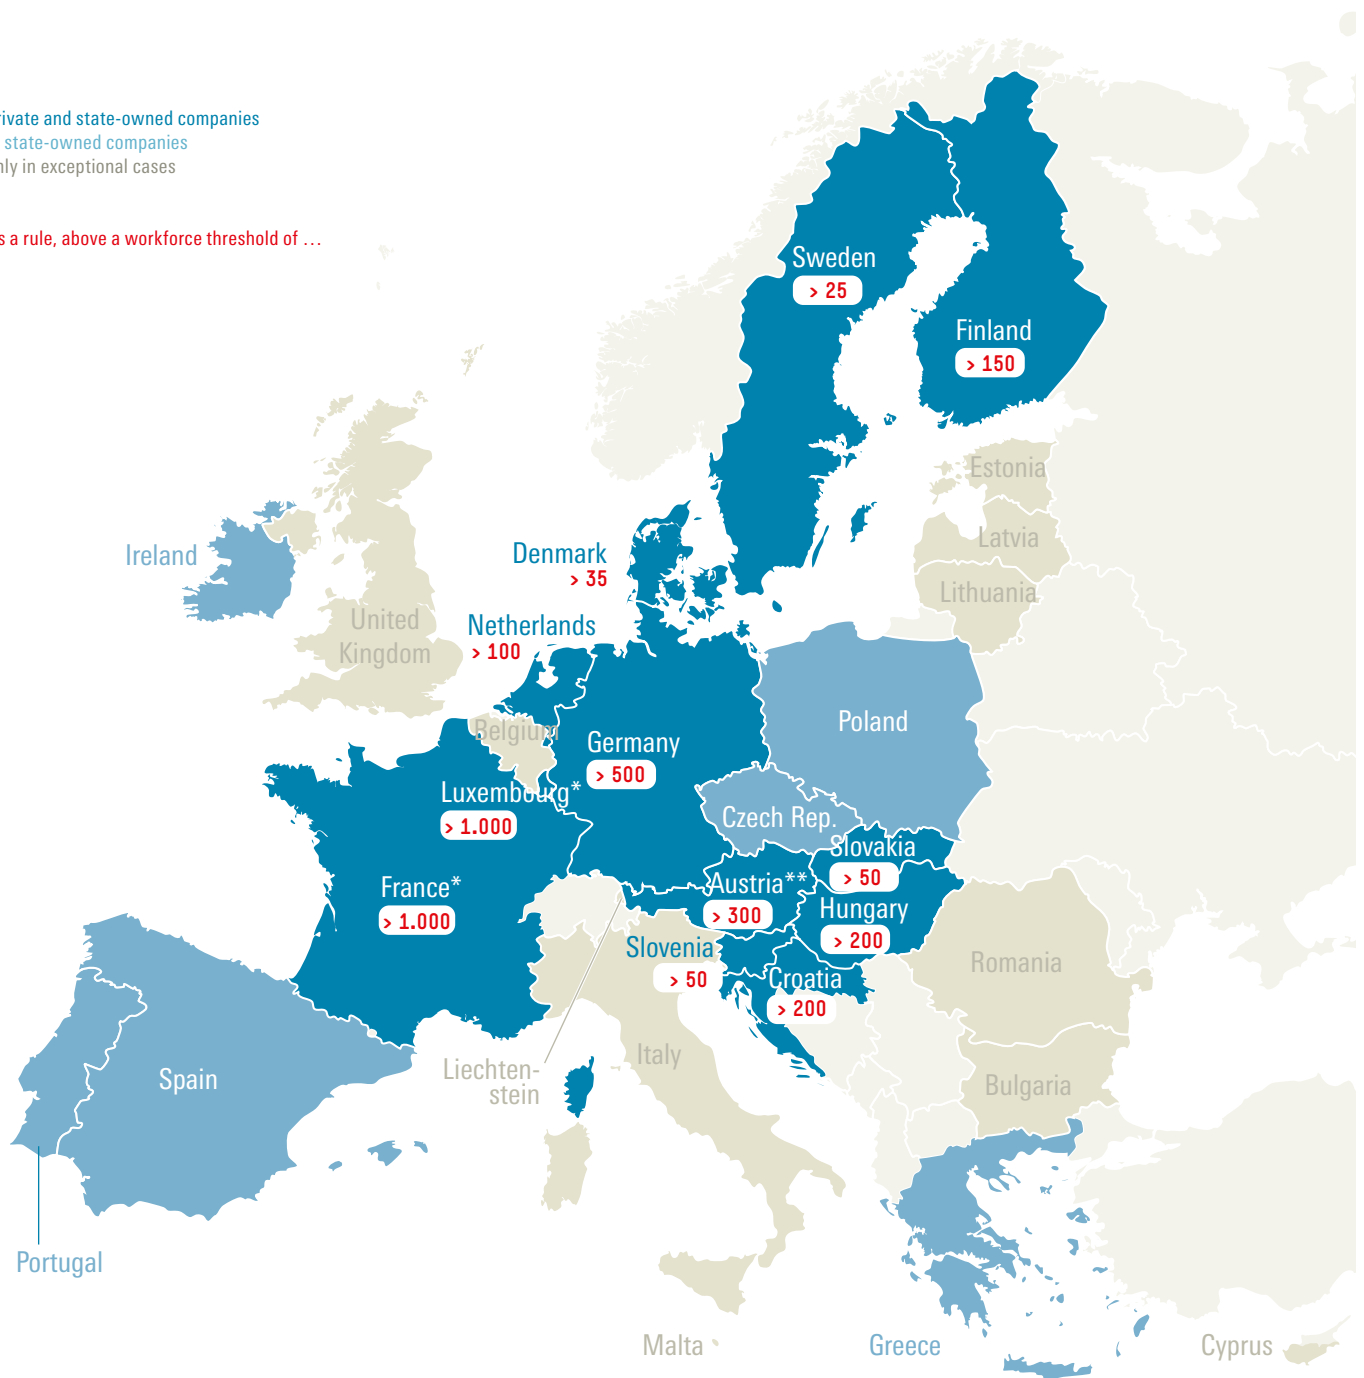 rivate and state-owned companies
state-owned companies
nly in exceptional cases
s a rule, above a workforce threshold of …
Sweden
> 25
Finland
> 150
Estonia
Latvia
Lithuania
Ireland
United
Kingdom
Denmark
> 35
Netherlands
> 100
Belgium
Germany
> 500
Poland
Luxembourg*
> 1.000
Czech Rep.
Slovakia
> 50
France*
> 1.000
Austria**
> 300
Hungary
> 200
Slovenia
> 50
Croatia
> 200
Romania
Italy
Liechten-
stein
Spain
Bulgaria
Portugal
Malta
Greece
Cyprus